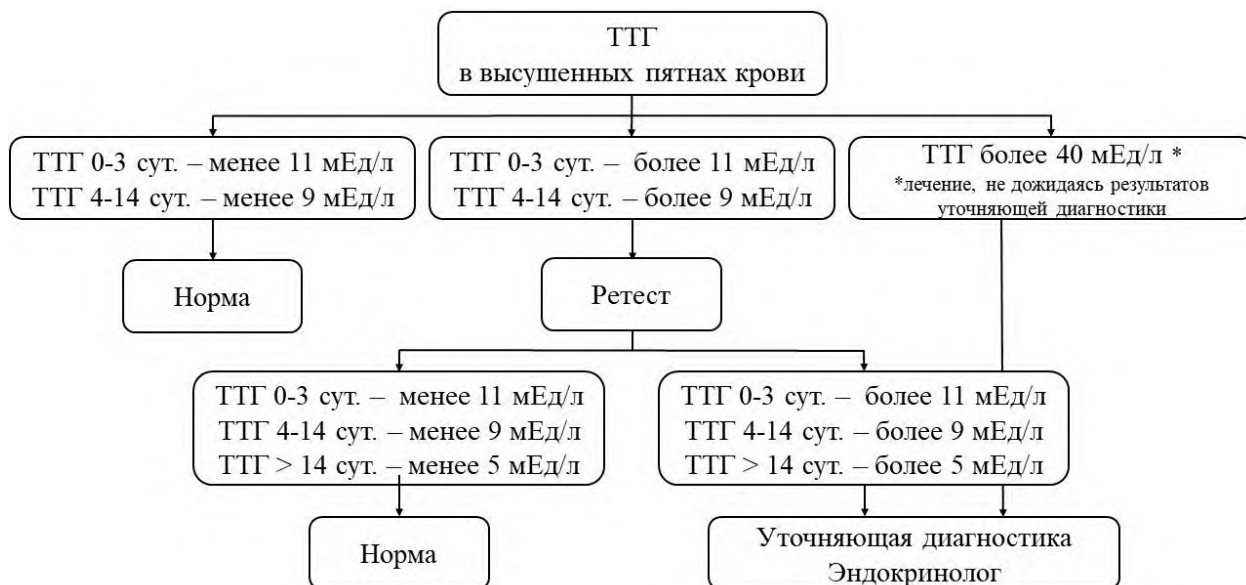 ТТГ
в высушенных пятнах крови
ТТГ 0-3 сут. – менее 11 мЕд/л
ТТГ 4-14 сут. – менее 9 мЕд/л
ТТГ 0-3 сут. – более 11 мЕд/л
ТТГ 4-14 сут. – более 9 мЕд/л
ТТГ более 40 мЕд/л *
*лечение, не дожидаясь результатов
уточняющей диагностики
Норма
Ретест
ТТГ 0-3 сут. – менее 11 мЕд/л
ТТГ 4-14 сут. – менее 9 мЕд/л
ТТГ > 14 сут. – менее 5 мЕд/л
ТТГ 0-3 сут. – более 11 мЕд/л
ТТГ 4-14 сут. – более 9 мЕд/л
ТТГ > 14 сут. – более 5 мЕд/л
Норма
Уточняющая диагностика
Эндокринолог